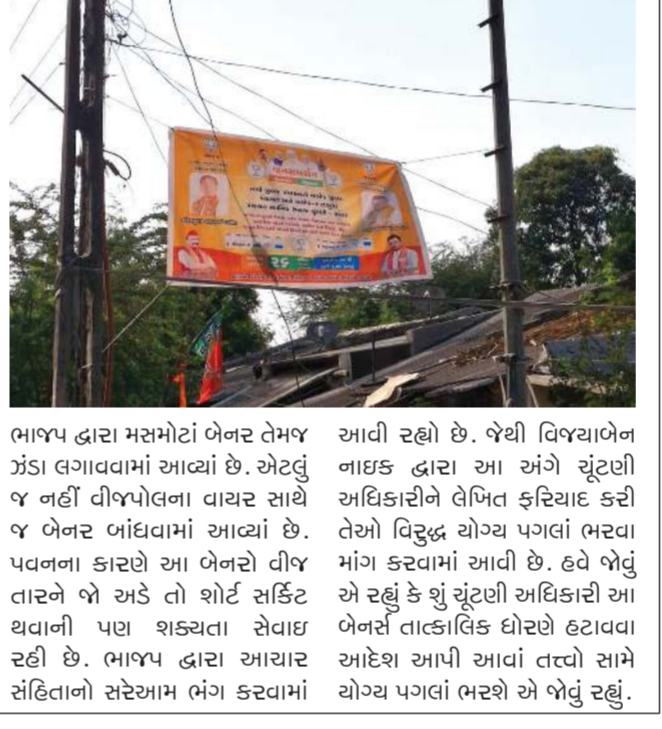 ૨૬
ભાજપ દ્વારા મસમોટાં બેનર તેમજ
ઝંડા લગાવવામાં આવ્યાં છે. એટલું
જ નહીં વીજપોલના વાયર સાથે
જ બેનર બાંધવામાં આવ્યાં છે.
પવનના કારણે આ બેનરો વીજ
તારને જો અડે તો શોર્ટ સર્કિટ
થવાની પણ શક્યતા સેવાઇ
રહી છે. ભાજપ દ્વારા આચાર
સંહિતાનો સરેઆમ ભંગ કરવામાં
આવી રહ્યો છે. જેથી વિજયાબેન
નાઇક દ્વારા આ અંગે ચૂંટણી
અધિકારીને લેખિત ફરિયાદ કરી
તેઓ વિરુદ્ધ યોગ્ય પગલાં ભરવા
માંગ કરવામાં આવી છે. હવે જોવું
એ રહ્યું કે શું ચૂંટણી અધિકારી આ
બેનર્સ તાત્કાલિક ધોરણે હટાવવા
આદેશ આપી આવાં તત્ત્વો સામે
યોગ્ય પગલાં ભરશે એ જોવું રહ્યું.